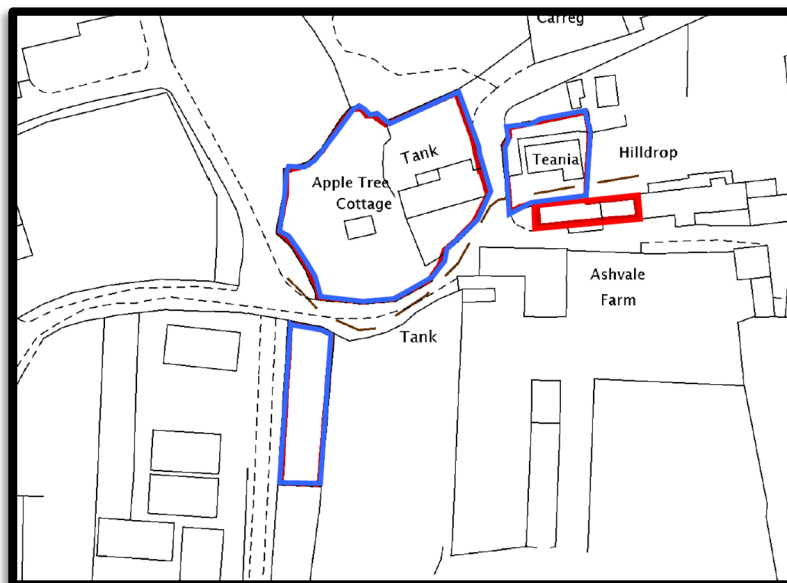 Carreg
Tank
Teania
Hilldrop
Apple Tree
Cottage
Ashvale
Farm
Tank